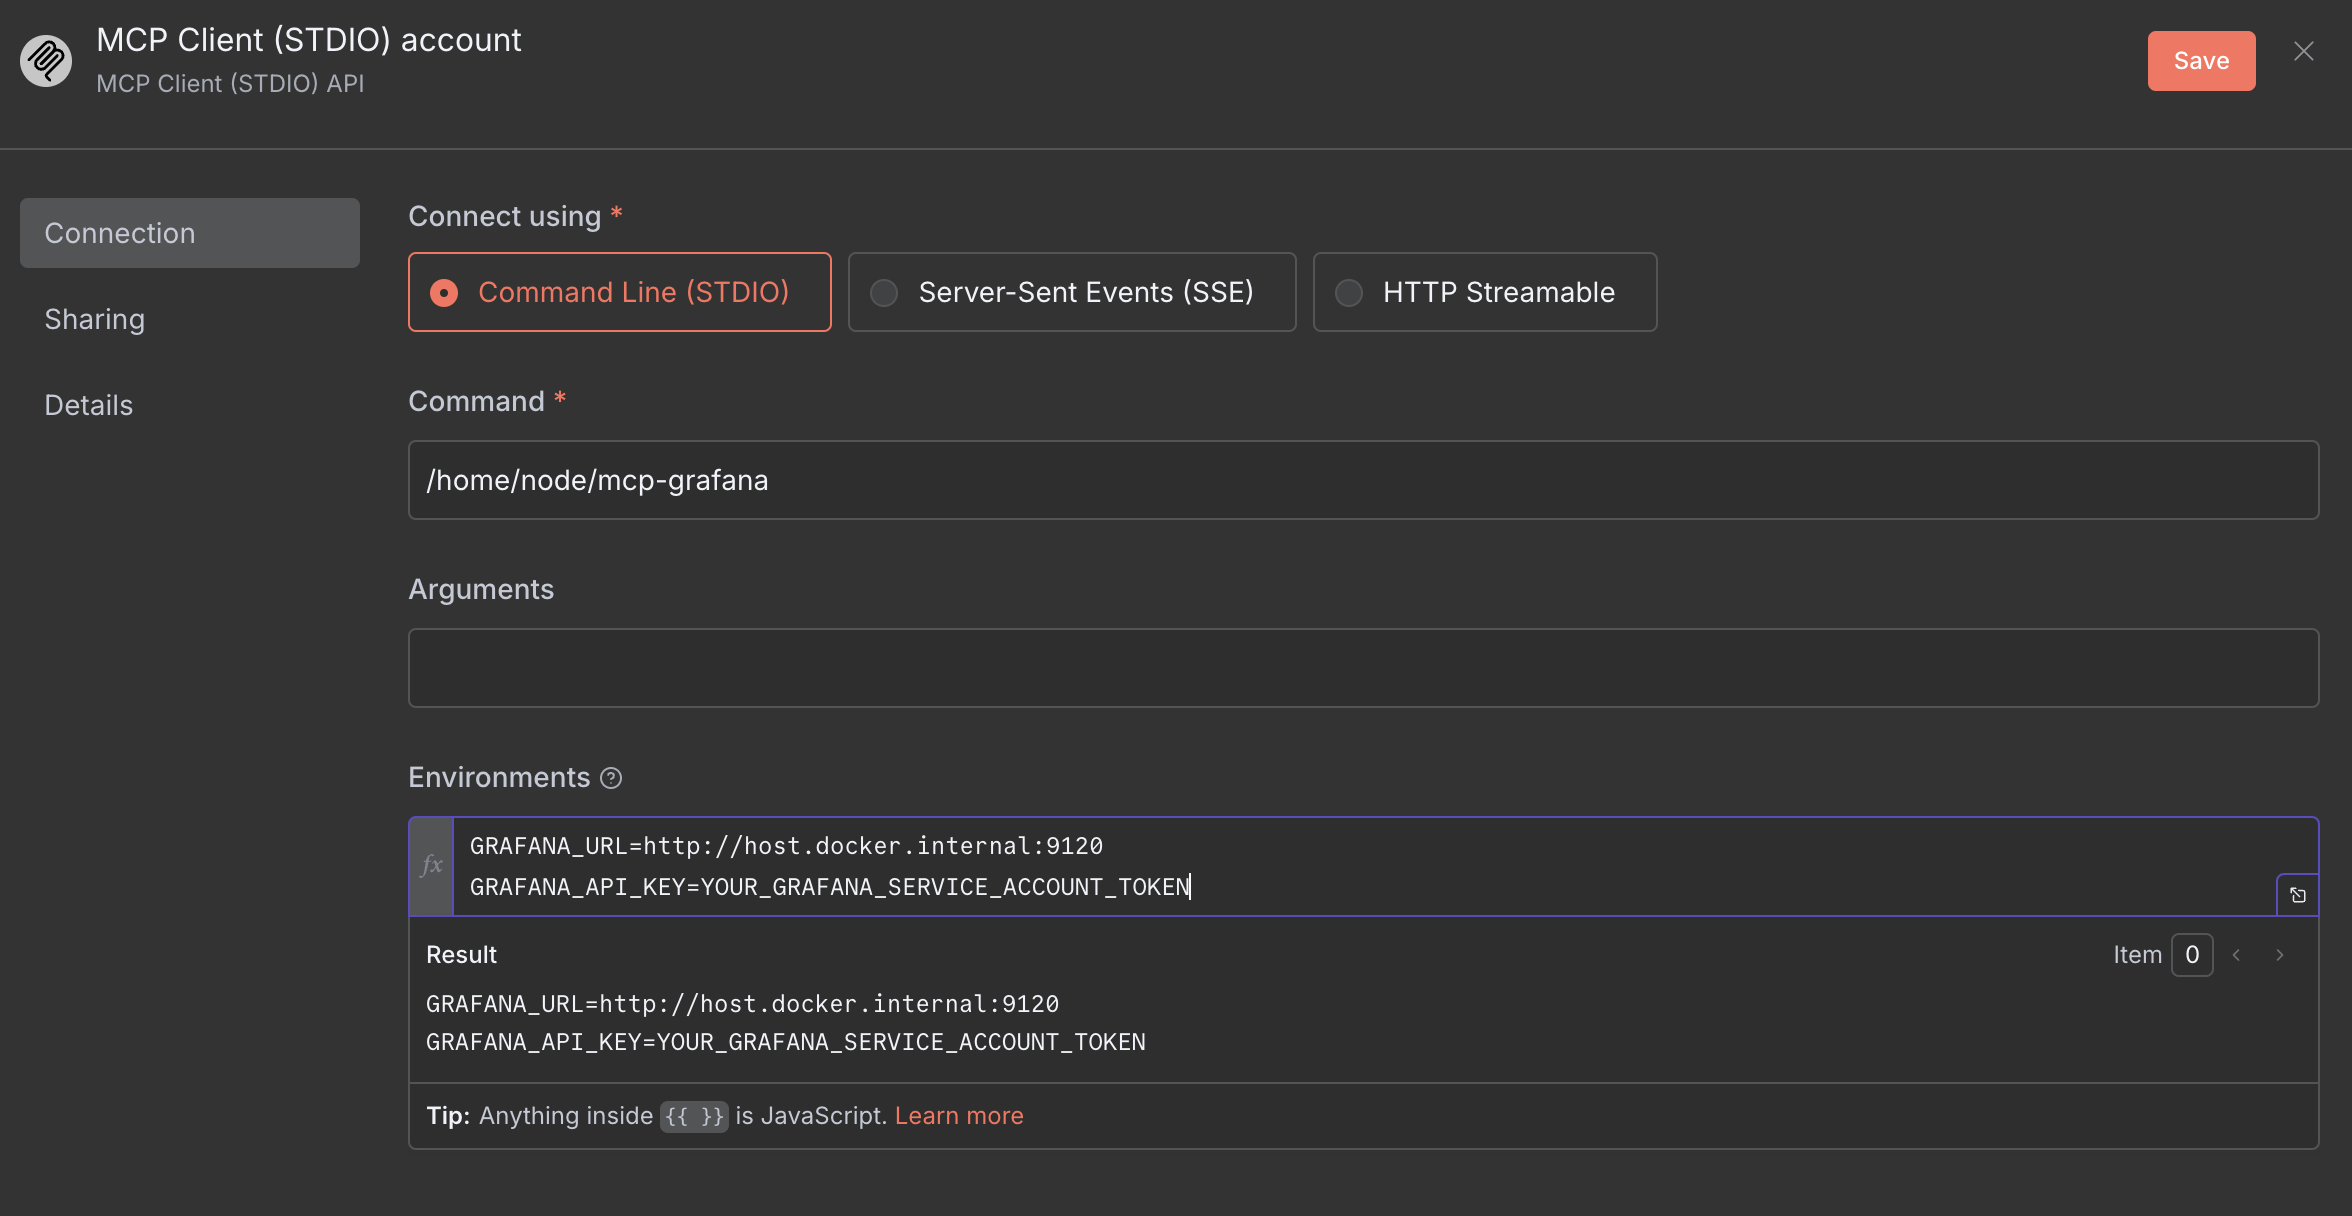 MCP Client (STDIO) account
MCP Client (STDIO) API
Save
Connection
Sharing
Details
Connect using *
Command Line (STDIO)
Server-Sent Events (SSE)
HTTP Streamable
Command *
/home/node/mcp-grafana
Arguments
Environments ?
fx
GRAFANA_URL=http://host.docker.internal:9120
GRAFANA_API_KEY=YOUR_GRAFANA_SERVICE_ACCOUNT_TOKEN
Result
Item 0
GRAFANA_URL=http://host.docker.internal:9120
GRAFANA_API_KEY=YOUR_GRAFANA_SERVICE_ACCOUNT_TOKEN
Tip: Anything inside {{ }} is JavaScript. Learn more